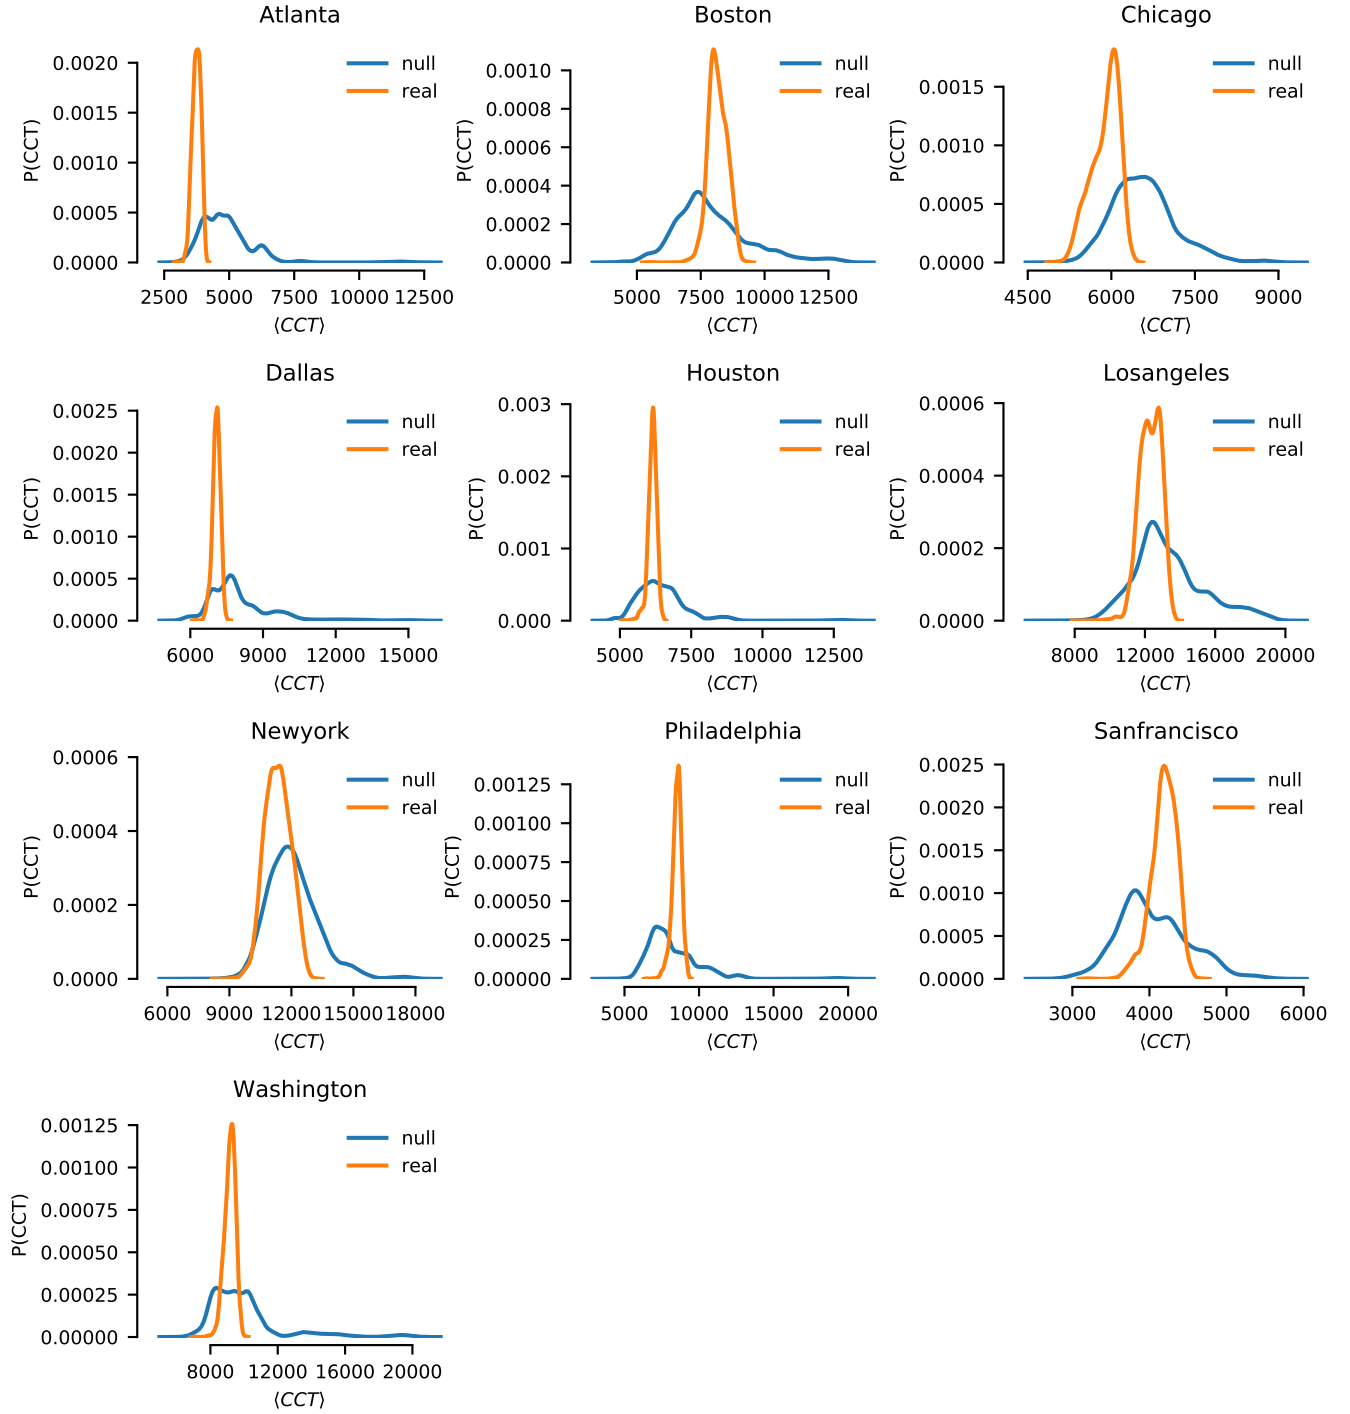 Atlanta
P(CCT)
0.0020
0.0015
0.0010
0.0005
0.0000
null
real
2500 5000 7500 10000 12500
⟨CCT⟩
Boston
P(CCT)
0.0010
0.0008
0.0006
0.0004
0.0002
0.0000
null
real
5000 7500 10000 12500
⟨CCT⟩
Chicago
P(CCT)
0.0015
0.0010
0.0005
0.0000
null
real
4500 6000 7500 9000
⟨CCT⟩
Dallas
P(CCT)
0.0025
0.0020
0.0015
0.0010
0.0005
0.0000
null
real
6000 9000 12000 15000
⟨CCT⟩
Houston
P(CCT)
0.003
0.002
0.001
0.000
null
real
5000 7500 10000 12500
⟨CCT⟩
Losangeles
P(CCT)
0.0006
0.0004
0.0002
0.0000
null
real
8000 12000 16000 20000
⟨CCT⟩
Newyork
P(CCT)
0.0006
0.0004
0.0002
0.0000
null
real
6000 9000 12000 15000 18000
⟨CCT⟩
Philadelphia
P(CCT)
0.00125
0.00100
0.00075
0.00050
0.00025
0.00000
null
real
5000 10000 15000 20000
⟨CCT⟩
Sanfrancisco
P(CCT)
0.0025
0.0020
0.0015
0.0010
0.0005
0.0000
null
real
3000 4000 5000 6000
⟨CCT⟩
Washington
P(CCT)
0.00125
0.00100
0.00075
0.00050
0.00025
0.00000
null
real
8000 12000 16000 20000
⟨CCT⟩